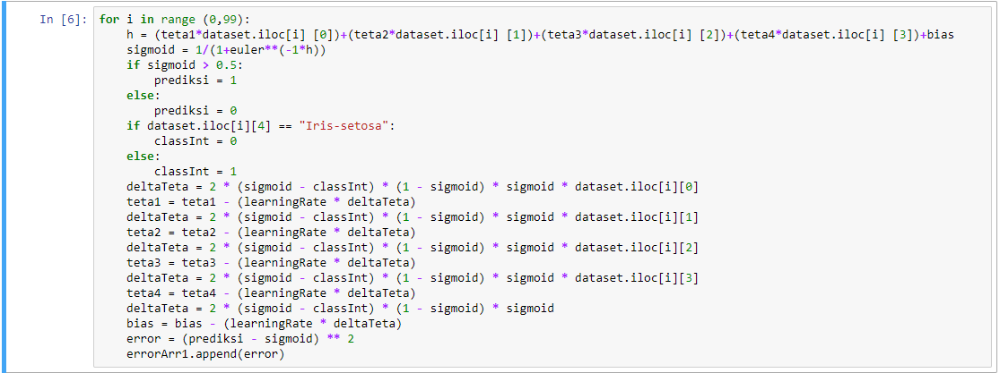 In [6]: for i in range (0,99):
    h = (teta1*dataset.iloc[i] [0])+(teta2*dataset.iloc[i] [1])+(teta3*dataset.iloc[i] [2])+(teta4*dataset.iloc[i] [3])+bias
    sigmoid = 1/(1+euler**(-1*h))
    if sigmoid > 0.5:
        prediksi = 1
    else:
        prediksi = 0
    if dataset.iloc[i][4] == "Iris-setosa":
        classInt = 0
    else:
        classInt = 1
    deltaTeta = 2 * (sigmoid - classInt) * (1 - sigmoid) * sigmoid * dataset.iloc[i][0]
    teta1 = teta1 - (learningRate * deltaTeta)
    deltaTeta = 2 * (sigmoid - classInt) * (1 - sigmoid) * sigmoid * dataset.iloc[i][1]
    teta2 = teta2 - (learningRate * deltaTeta)
    deltaTeta = 2 * (sigmoid - classInt) * (1 - sigmoid) * sigmoid * dataset.iloc[i][2]
    teta3 = teta3 - (learningRate * deltaTeta)
    deltaTeta = 2 * (sigmoid - classInt) * (1 - sigmoid) * sigmoid * dataset.iloc[i][3]
    teta4 = teta4 - (learningRate * deltaTeta)
    deltaTeta = 2 * (sigmoid - classInt) * (1 - sigmoid) * sigmoid
    bias = bias - (learningRate * deltaTeta)
    error = (prediksi - sigmoid) ** 2
    errorArr1.append(error)